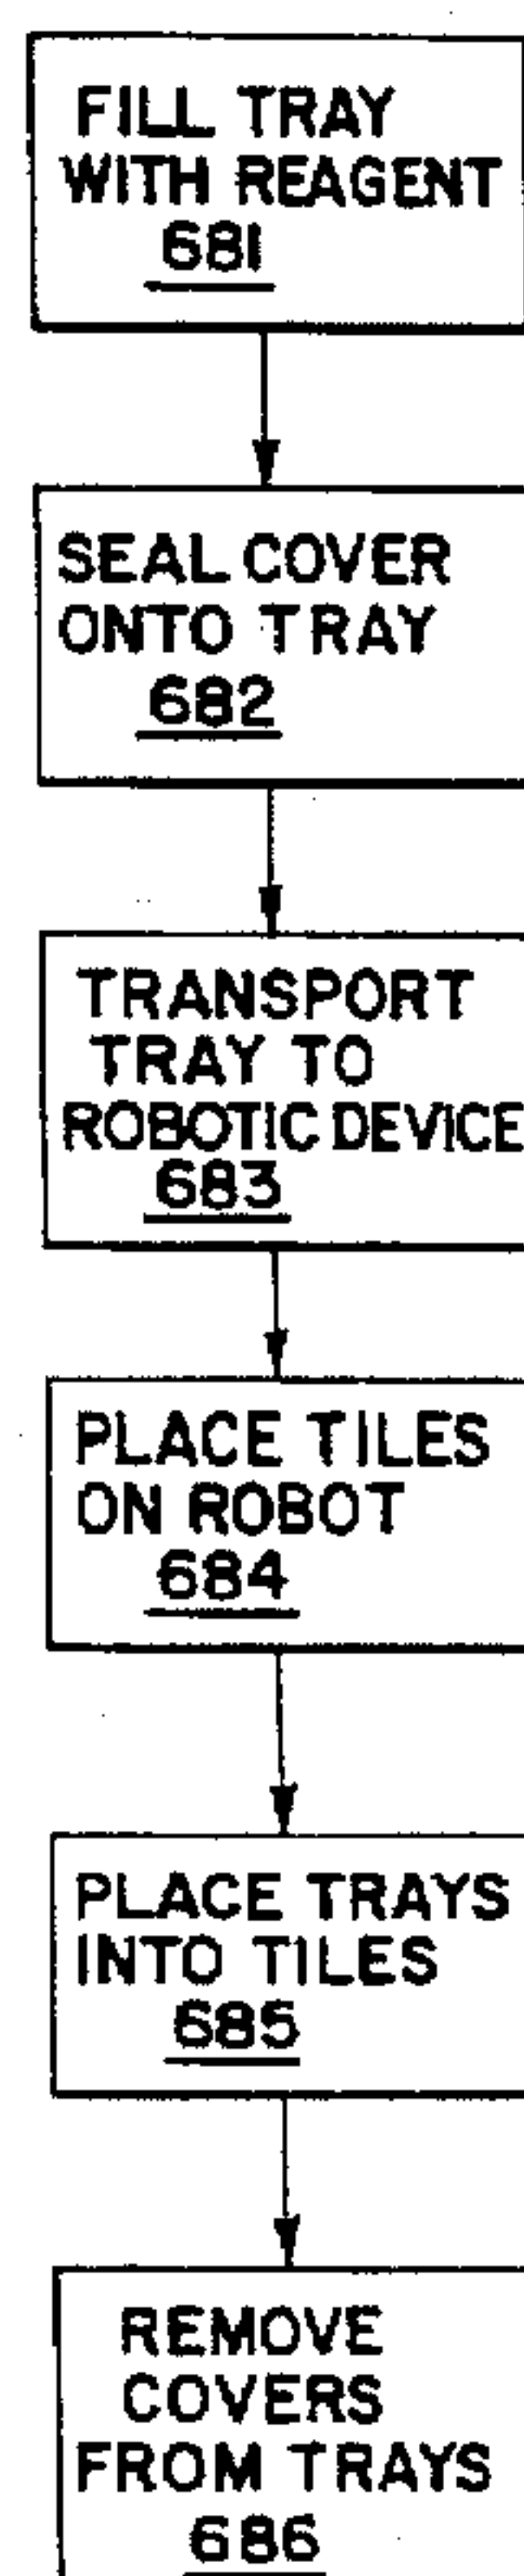 FILL TRAY
WITH REAGENT
681
SEAL COVER
ONTO TRAY
682
TRANSPORT
TRAY TO
ROBOTIC DEVICE
683
PLACE TILES
ON ROBOT
684
PLACE TRAYS
INTO TILES
685
REMOVE
COVERS
FROM TRAYS
686